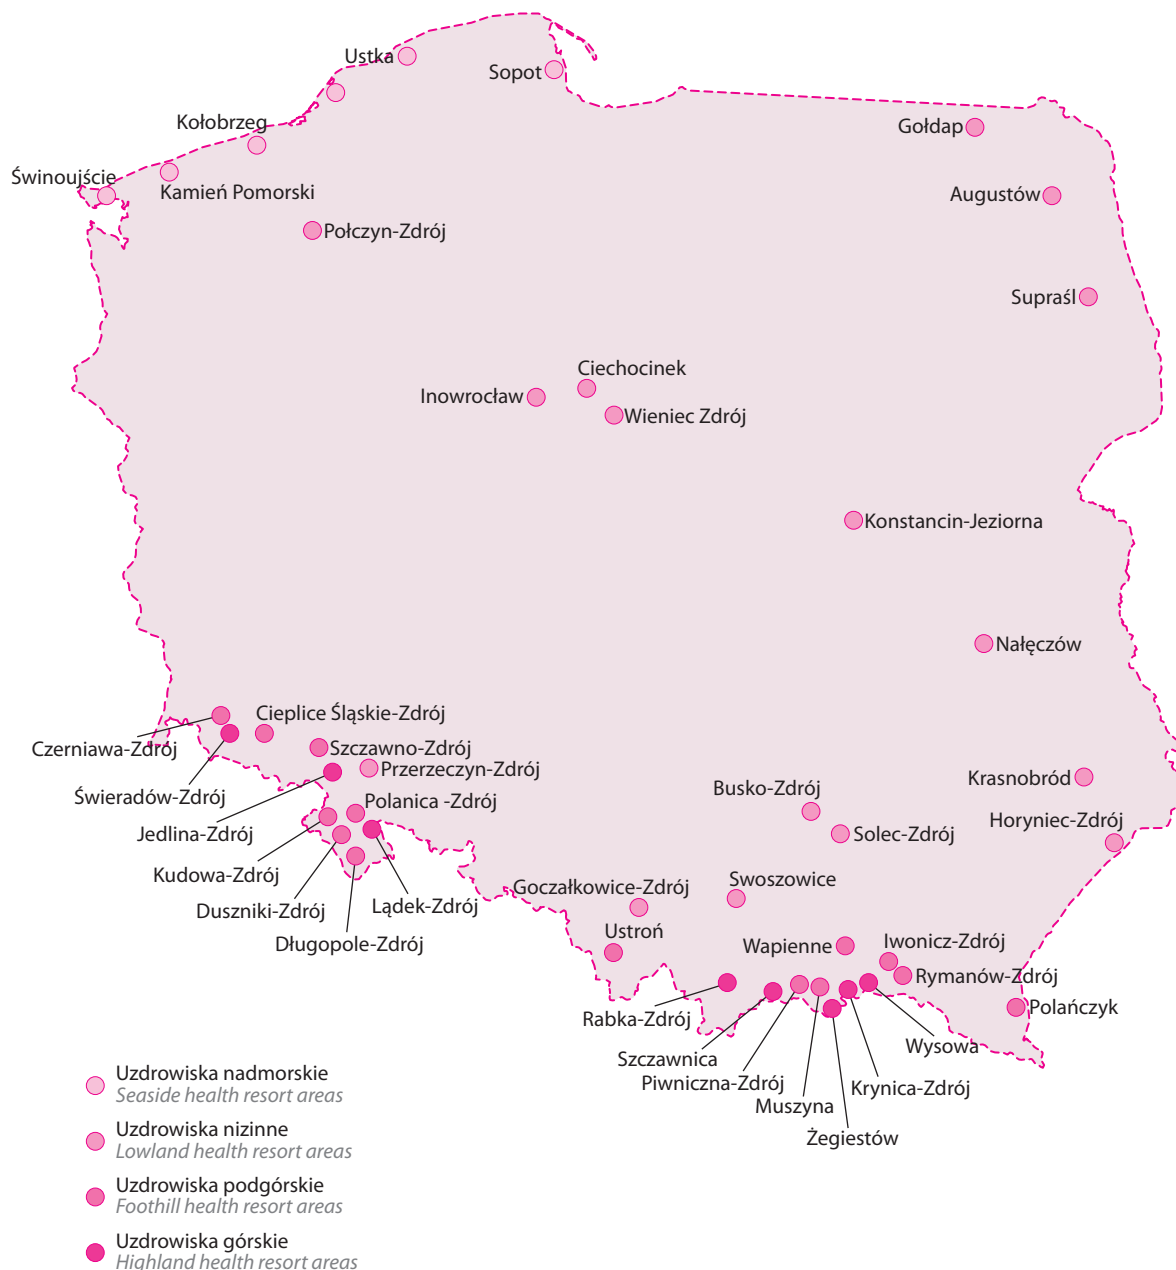 Ustka
Sopot
Kołobrzeg
Gołdap
Świnoujście
Kamień Pomorski
Augustów
Połczyn-Zdrój
Supraśl
Ciechocinek
Inowrocław
Wieniec Zdrój
Konstancin-Jeziorna
Nałęczów
Cieplice Śląskie-Zdrój
Czerniawa-Zdrój
Szczawno-Zdrój
Przerzeczyn-Zdrój
Świeradów-Zdrój
Krasnobród
Busko-Zdrój
Polanica -Zdrój
Jedlina-Zdrój
Horyniec-Zdrój
Solec-Zdrój
Kudowa-Zdrój
Swoszowice
Goczałkowice-Zdrój
Duszniki-Zdrój
Lądek-Zdrój
Ustroń
Długopole-Zdrój
Wapienne
Iwonicz-Zdrój
Rymanów-Zdrój
Polańczyk
Rabka-Zdrój
Wysowa
Szczawnica
Piwniczna-Zdrój
Krynica-Zdrój
Muszyna
Żegiestów
Uzdrowiska nadmorskie
Seaside health resort areas
Uzdrowiska nizinne
Lowland health resort areas
Uzdrowiska podgórskie
Foothill health resort areas
Uzdrowiska górskie
Highland health resort areas